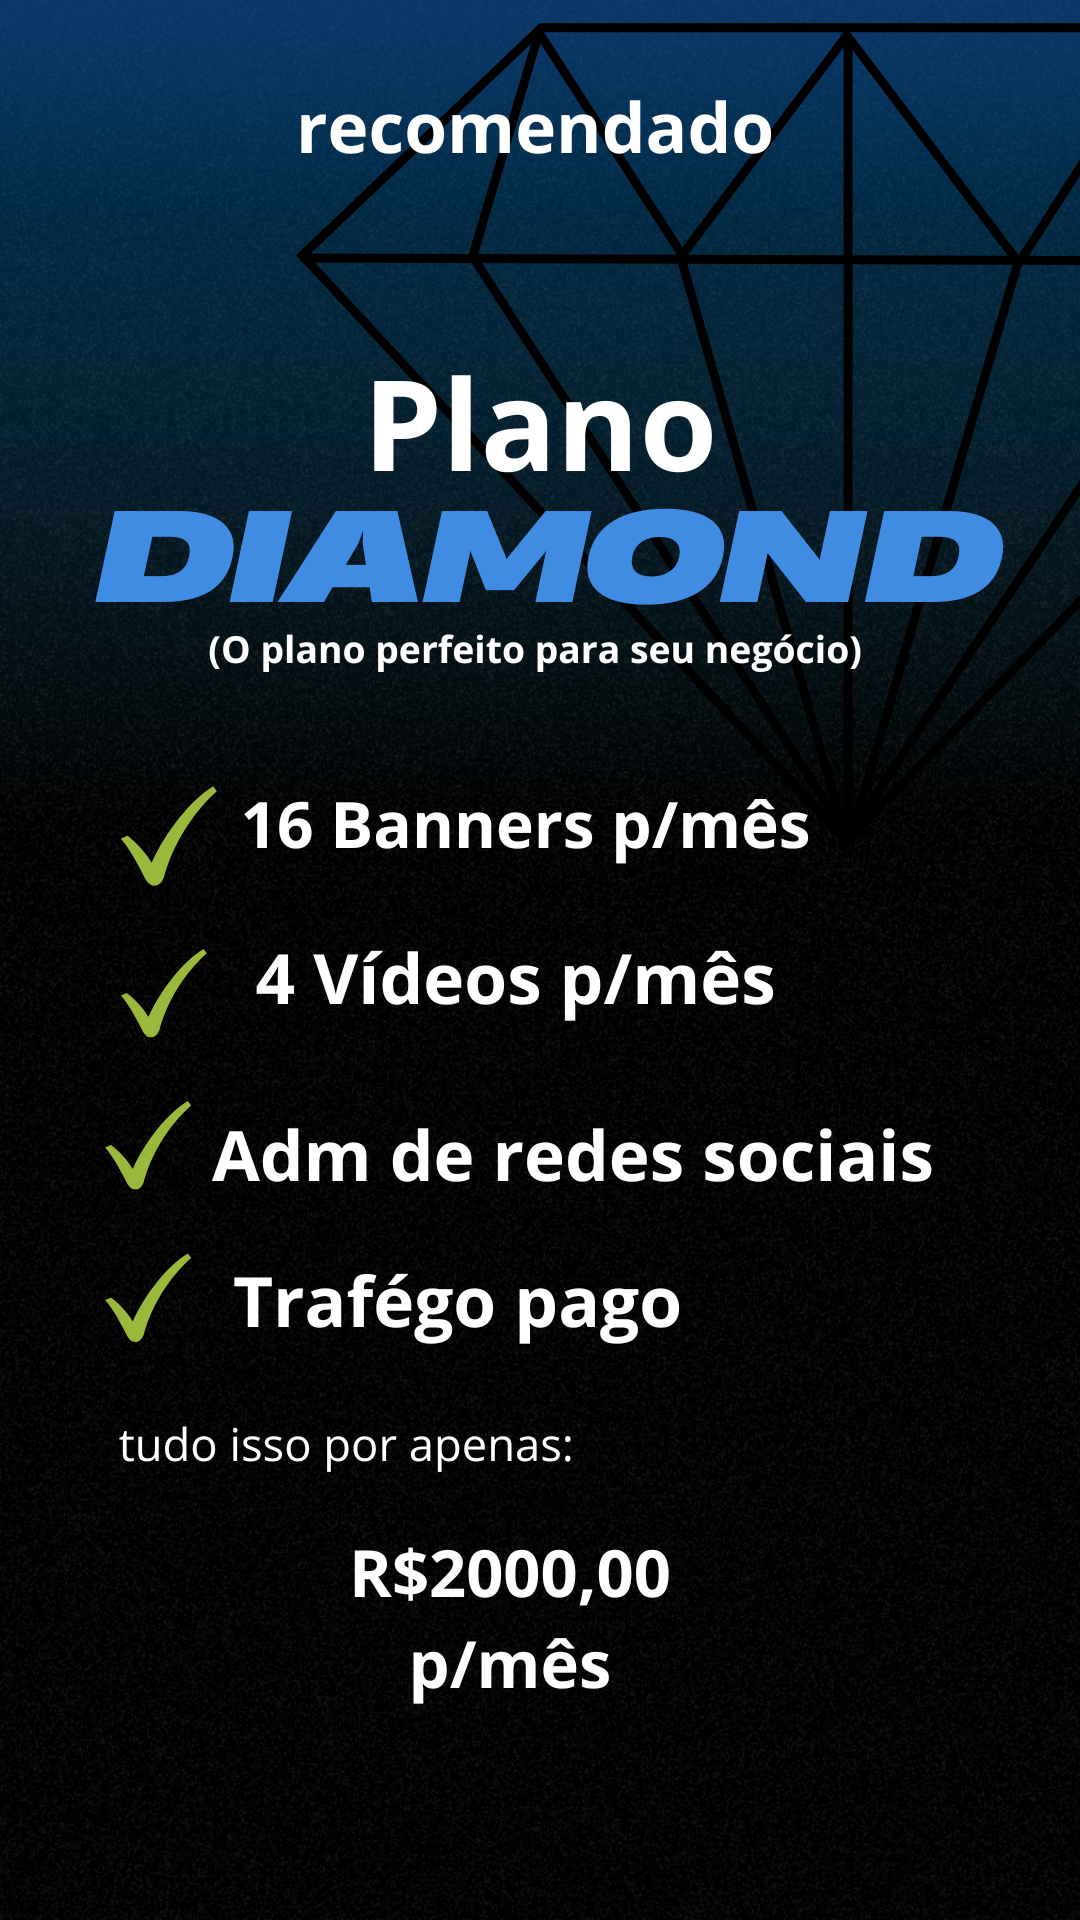 recomendado
Plano
DIAMOND
(O plano perfeito para seu negócio)
16 Banners p/mês
4 Vídeos p/mês
Adm de redes sociais
Trafégo pago
tudo isso por apenas:
R$2000,00
p/mês